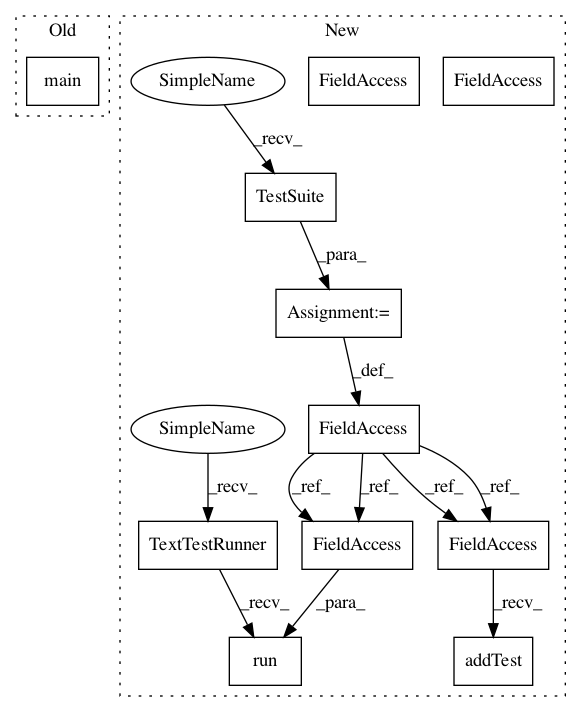 Old
New
main
SimpleName
FieldAccess
FieldAccess
_recv_
TestSuite
_para_
Assignment:=
_def_
SimpleName
FieldAccess
_recv_
_ref_
_ref_
_ref_
_ref_
TextTestRunner
FieldAccess
FieldAccess
_recv_
_para_
_recv_
run
addTest